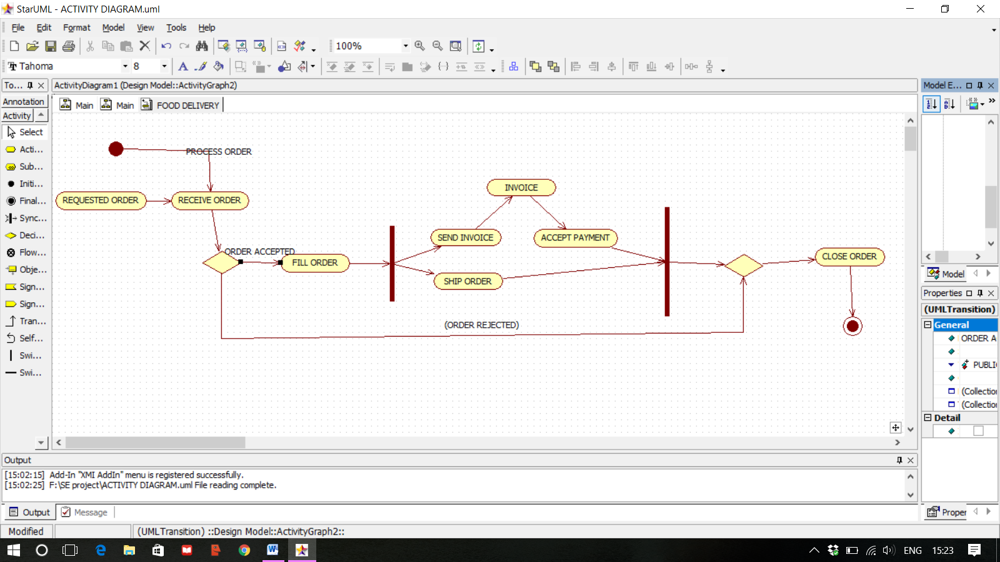 StarUML - ACTIVITY DIAGRAM.uml
File Edit Format Model View Tools Help
100%
Tahoma 8
To... ActivityDiagram1 (Design Model::ActivityGraph2) Model E...
Annotation
Activity
Main Main FOOD DELIVERY
Select
Acti...
Sub...
Initi...
Final...
Sync...
Deci...
Flow...
Obje...
Sign...
Sign...
Tran...
Self...
Swi...
Swi...
PROCESS ORDER
REQUESTED ORDER
RECEIVE ORDER
INVOICE
SEND INVOICE
ACCEPT PAYMENT
ORDER ACCEPTED
FILL ORDER
SHIP ORDER
CLOSE ORDER
(ORDER REJECTED)
Model
Properties
(UMLTransition)
General
ORDER A
PUBLI
(Collection
(Collection
Detail
Output
[15:02:15] Add-In "XMI AddIn" menu is registered successfully.
[15:02:25] F:\SE project\ACTIVITY DIAGRAM.uml File reading complete.
Output Message
Proper
Modified (UMLTransition) ::Design Model::ActivityGraph2::
ENG 15:23